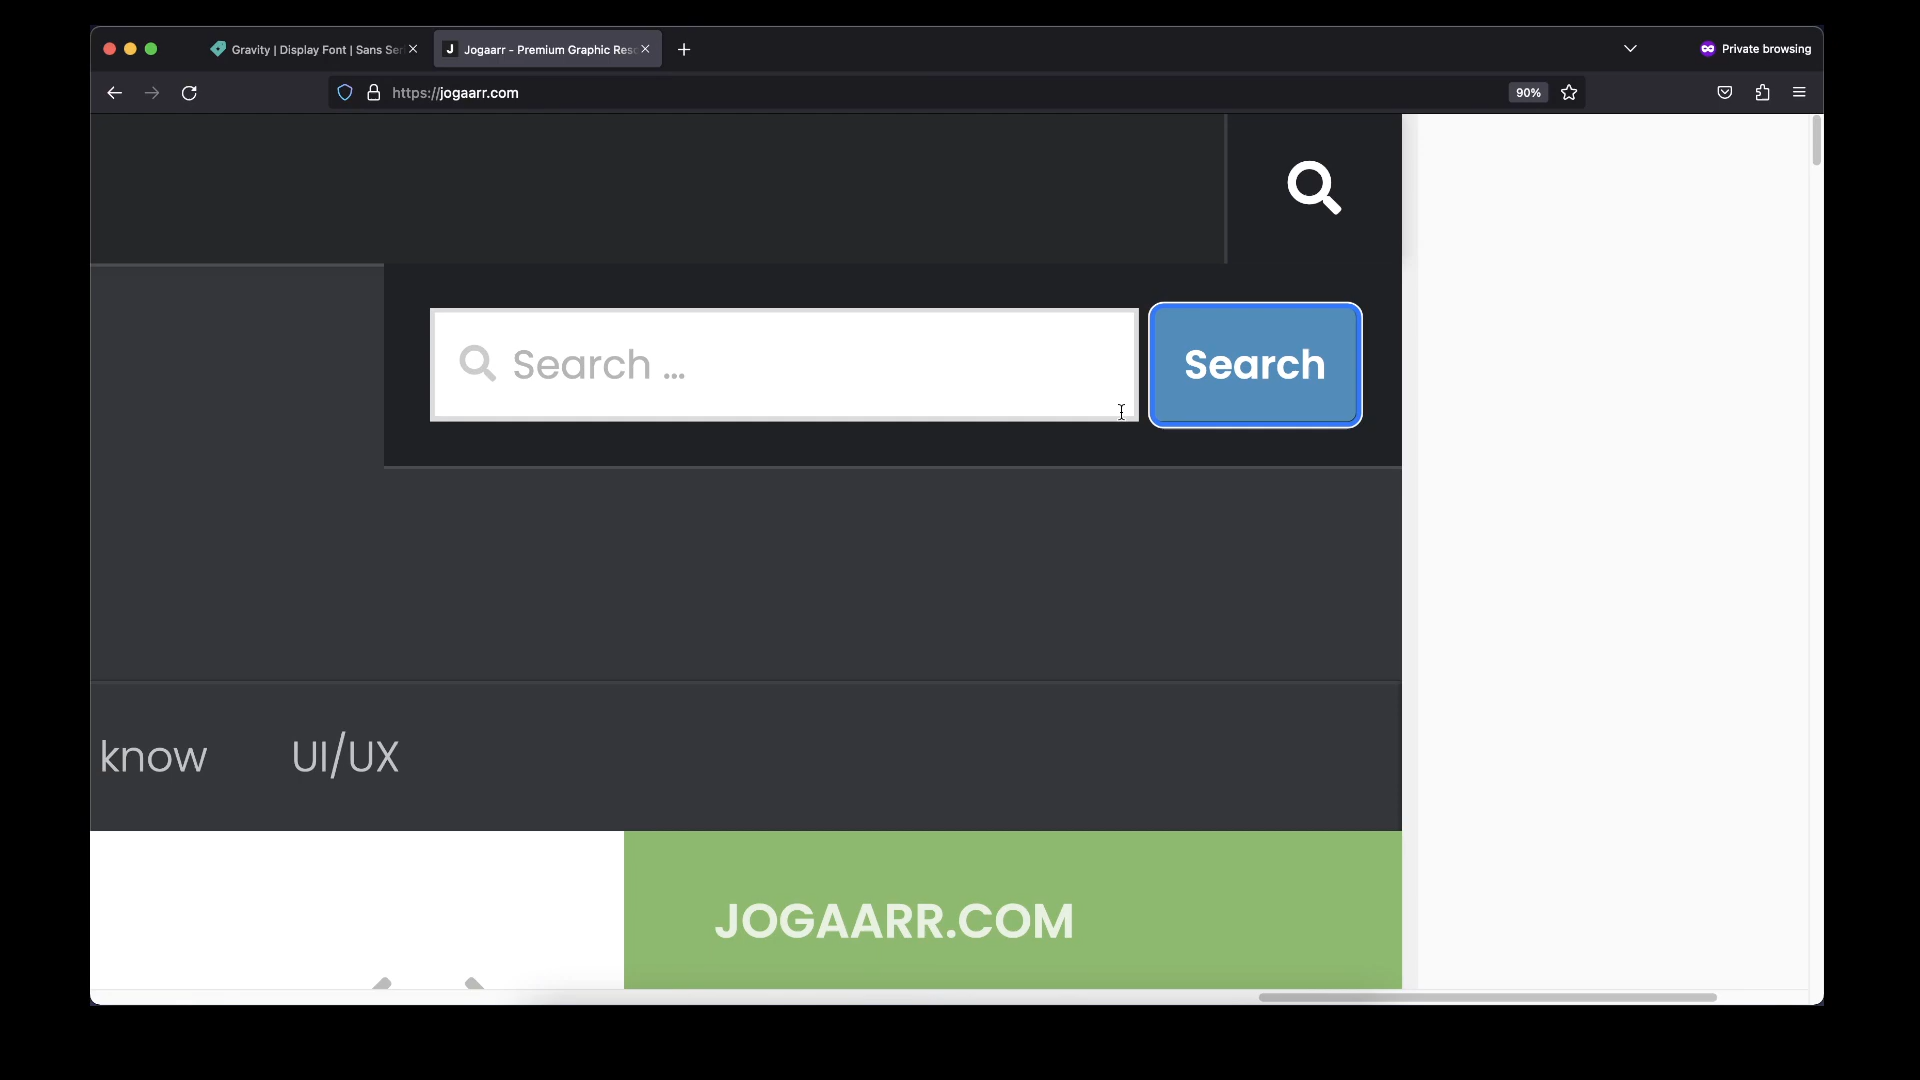 Gravity | Display Font | Sans Ser
J Jogaarr - Premium Graphic Res
Private browsing
https://jogaarr.com
90%
Search ...
Search
know
UI/UX
JOGAARR.COM